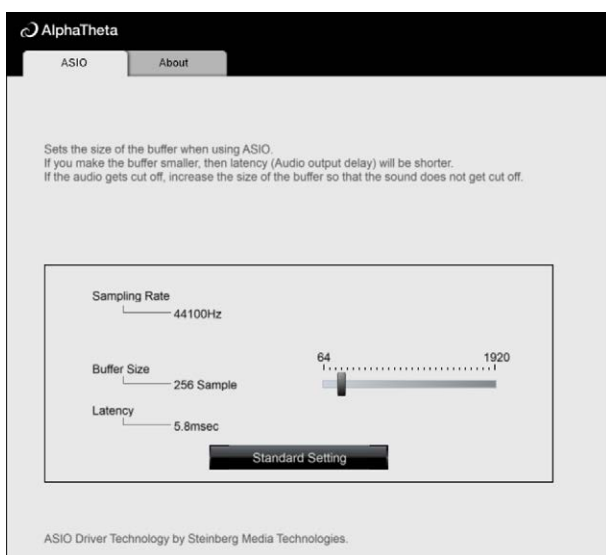 AlphaTheta
ASIO
About
Sets the size of the buffer when using ASIO.
If you make the buffer smaller, then latency (Audio output delay) will be shorter.
If the audio gets cut off, increase the size of the buffer so that the sound does not get cut off.
Sampling Rate
44100Hz
64
1920
Buffer Size
256 Sample
Latency
5.8msec
Standard Setting
ASIO Driver Technology by Steinberg Media Technologies.